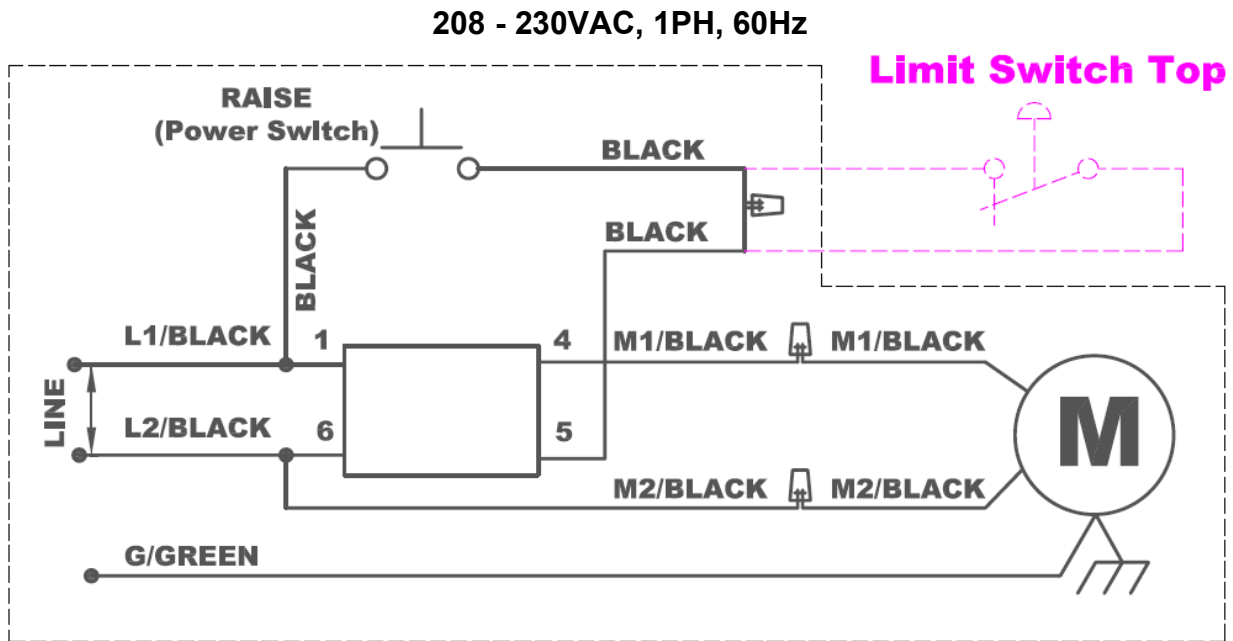 208 - 230VAC, 1PH, 60Hz
Limit Switch Top
RAISE
(Power SwItch)
BLACK
BLACK
BLACK
L1/BLACK
1
4
M1/BLACK
M1/BLACK
LINE
M
L2/BLACK
6
5
M2/BLACK
M2/BLACK
G/GREEN